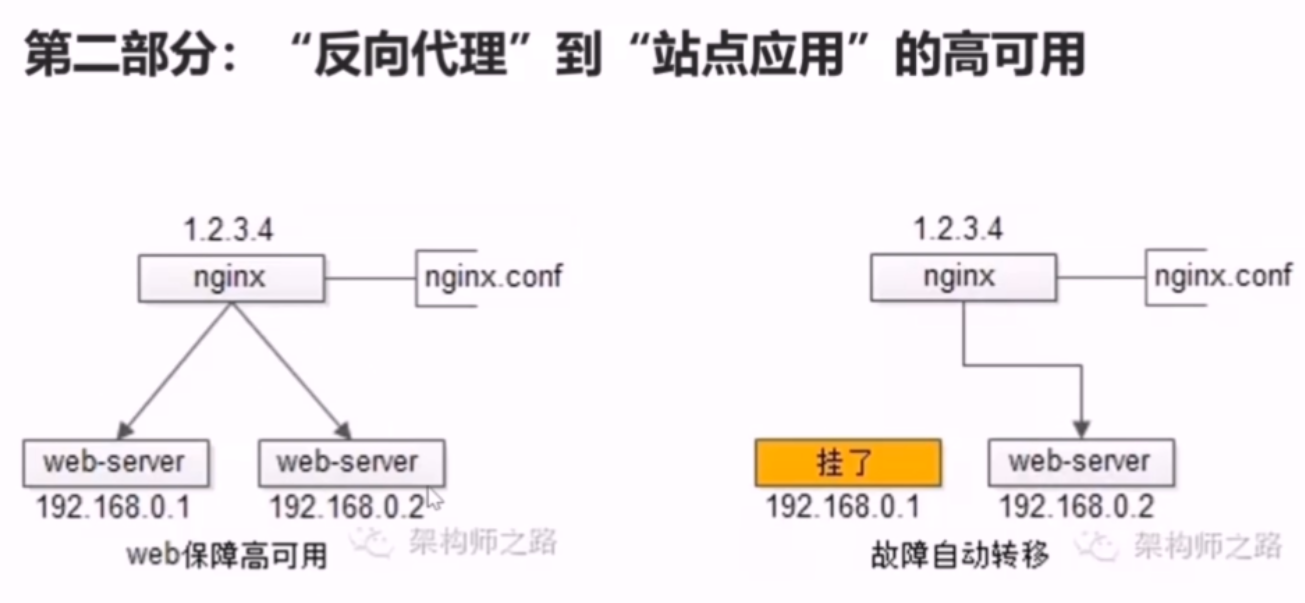 第二部分：“反向代理”到“站点应用”的高可用
1.2.3.4
nginx
nginx.conf
web-server
web-server
192.168.0.1
192.168.0.2
web保障高可用
架构师之路
1.2.3.4
nginx
nginx.conf
挂了
web-server
192.168.0.1
192.168.0.2
故障自动转移
架构师之路